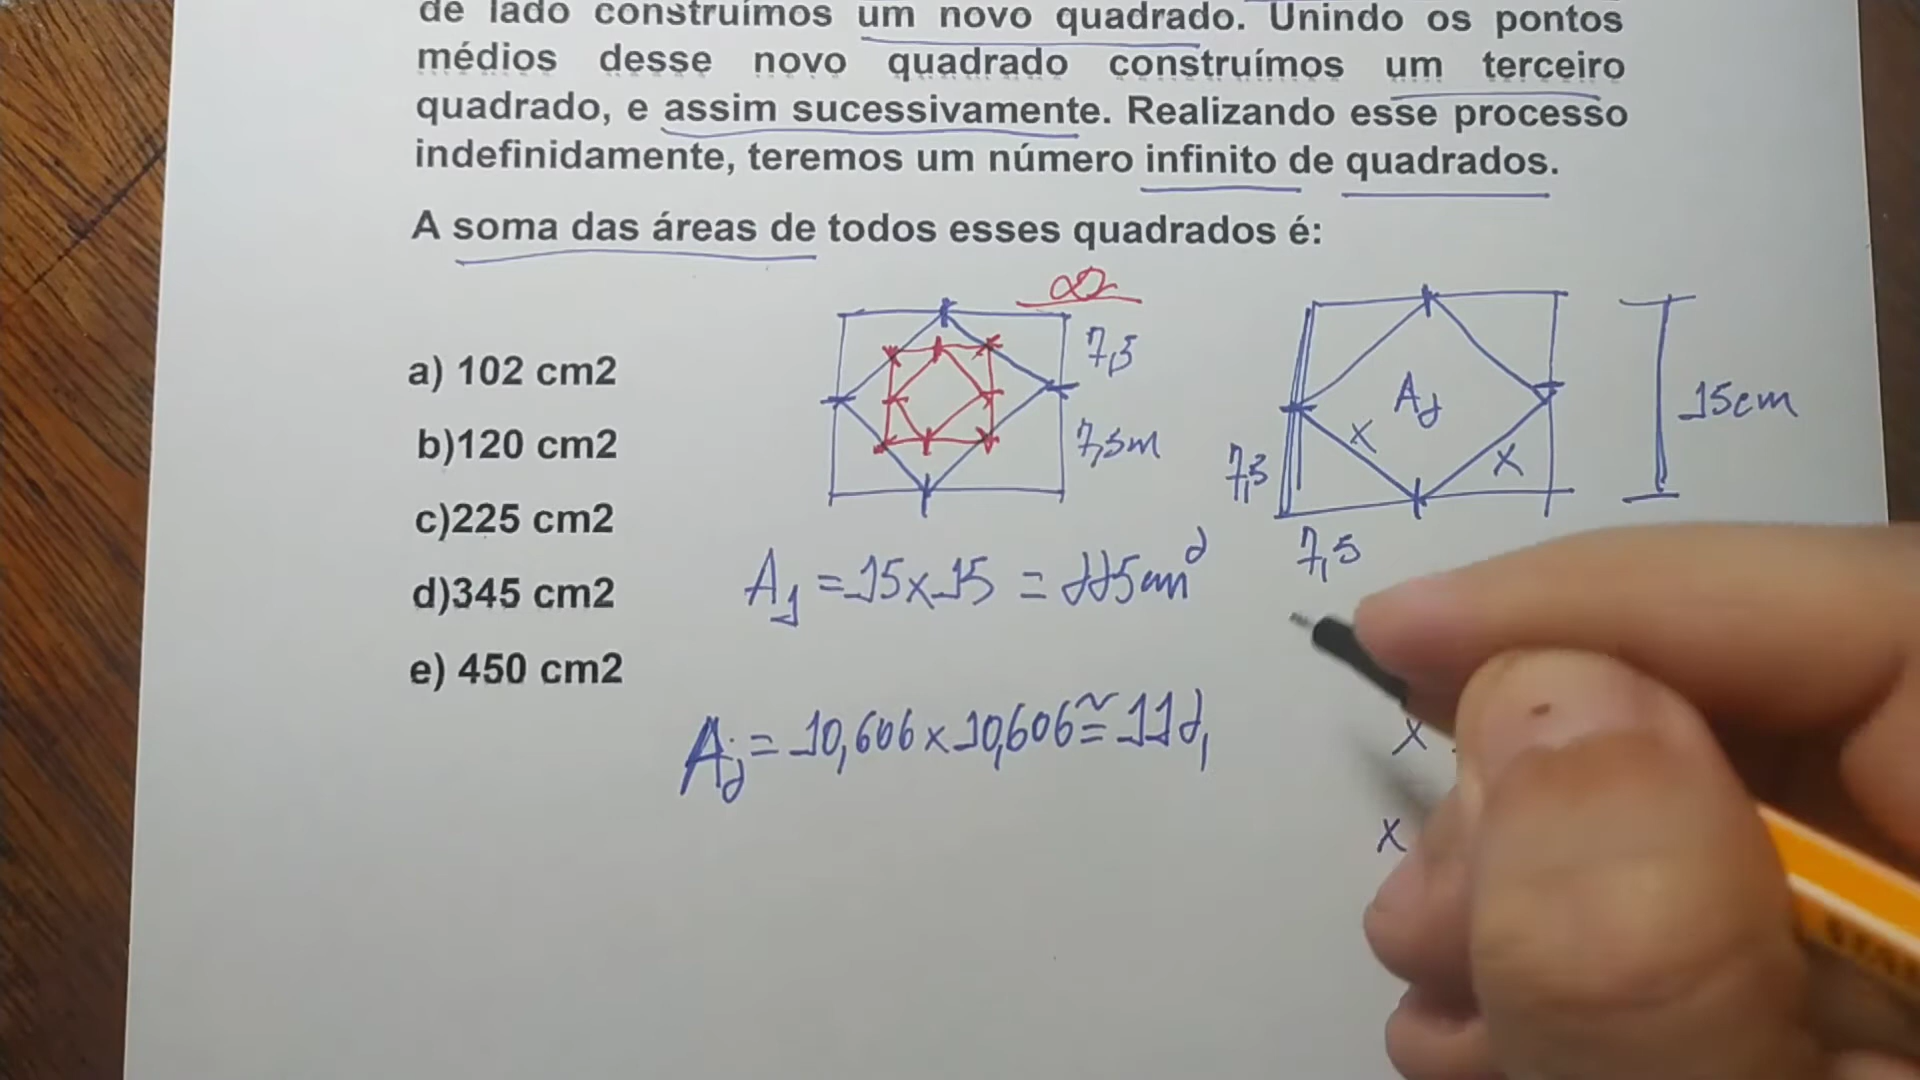 de lado construímos um novo quadrado. Unindo os pontos
médios desse novo quadrado construímos um terceiro
quadrado, e assim sucessivamente. Realizando esse processo
indefinidamente, teremos um número infinito de quadrados.
A soma das áreas de todos esses quadrados é:
∞
a) 102 cm2
b)120 cm2
c)225 cm2
d)345 cm2
e) 450 cm2
7,5
7,5m
A2
x
x
15cm
7,5
7,5
A1 = 15x15 = 225cm²
A2 = 10,606 x 10,606 ≅ 112,
x
x